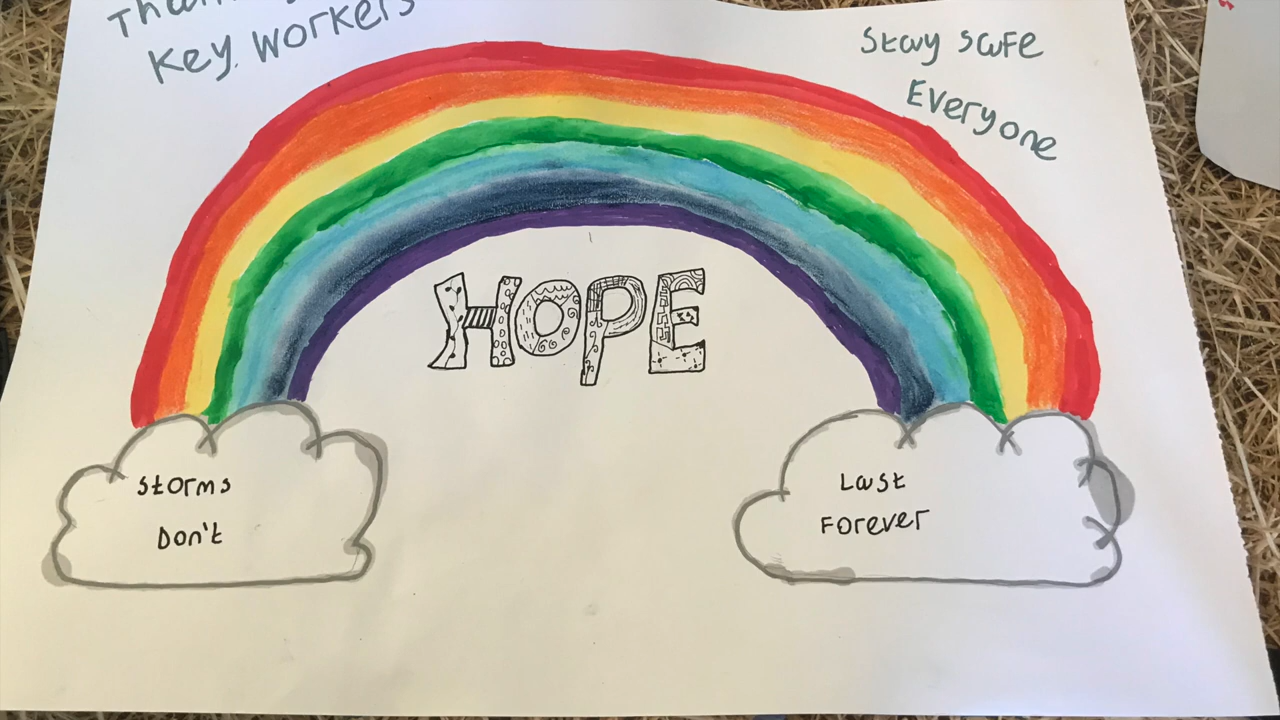 Key Workers
Stay safe
Everyone
HOPE
Storms
Don't
Last
Forever